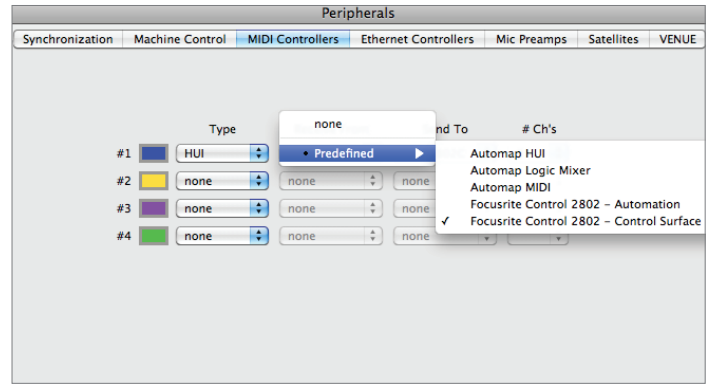 Peripherals
Synchronization Machine Control MIDI Controllers Ethernet Controllers Mic Preamps Satellites VENUE
Type nd To # Ch's
none
#1 HUI • Predefined Automap HUI
Automap Logic Mixer
Automap MIDI
#2 none none none
Focusrite Control 2802 – Automation
#3 none none none
✓ Focusrite Control 2802 – Control Surface
#4 none none none